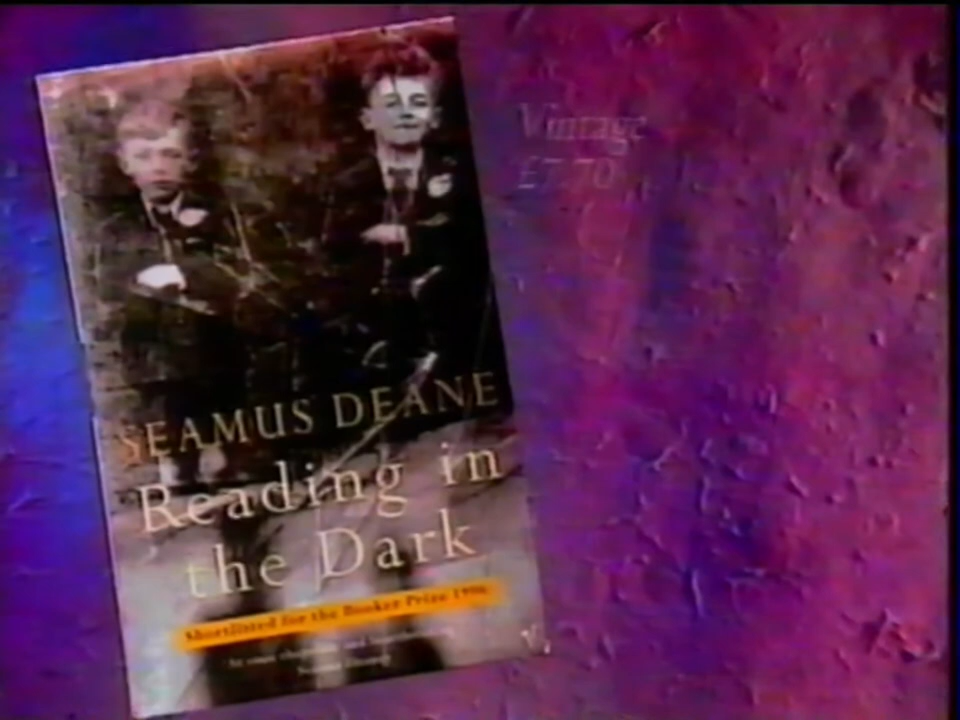 SEAMUS DEANE
Reading in
the Dark
Shortlisted for the Booker Prize 1996
Vintage
£7.70